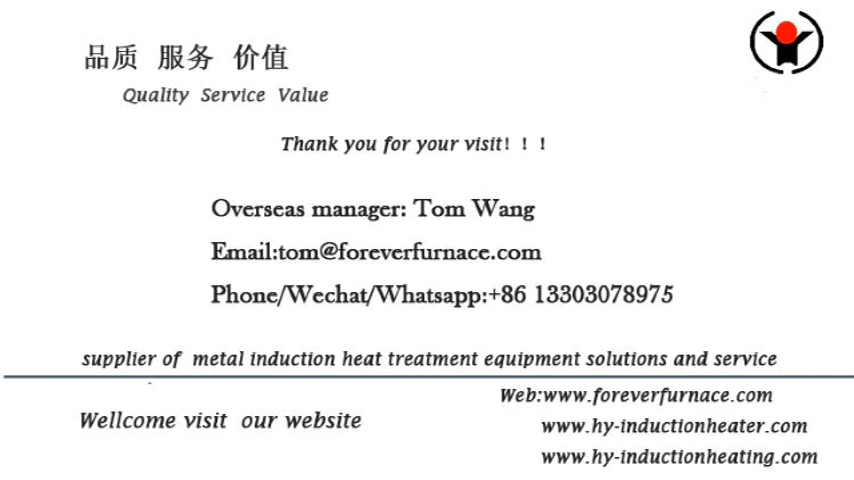 品质 服务 价值
Quality Service Value
Thank you for your visit！！！
Overseas manager: Tom Wang
Email:tom@foreverfurnace.com
Phone/Wechat/Whatsapp:+86 13303078975
supplier of metal induction heat treatment equipment solutions and service
Web:www.foreverfurnace.com
Wellcome visit our website
www.hy-inductionheater.com
www.hy-inductionheating.com